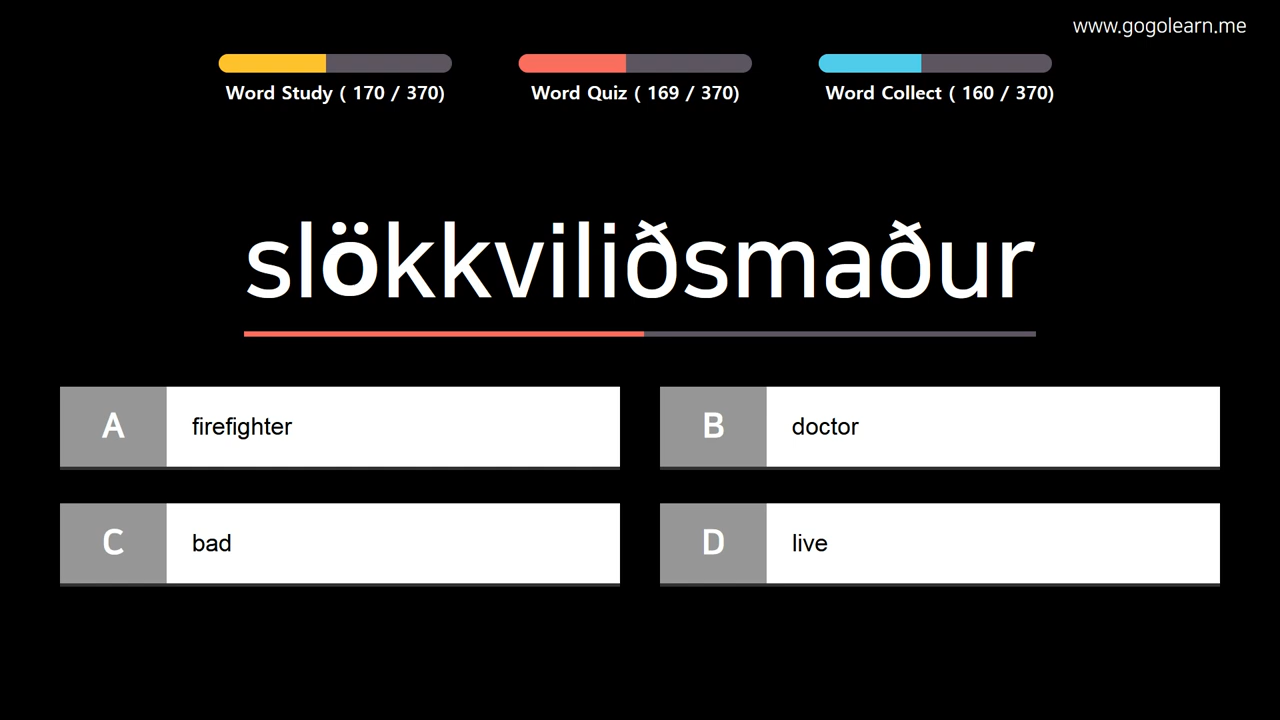 www.gogolearn.me
Word Study ( 170 / 370)
Word Quiz ( 169 / 370)
Word Collect ( 160 / 370)
slökkviliðsmaður
A firefighter
B doctor
C bad
D live